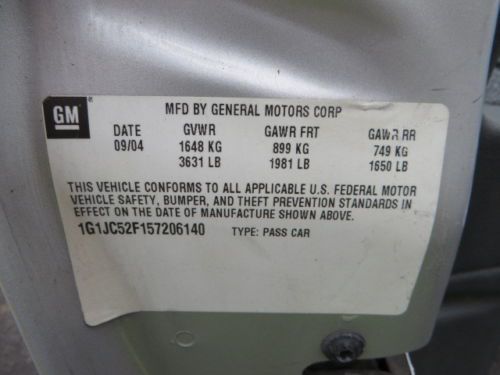 GM
MFD BY GENERAL MOTORS CORP
DATE GVWR GAWR FRT GAWR RR
09/04 1648 KG 899 KG 749 KG
3631 LB 1981 LB 1650 LB
THIS VEHICLE CONFORMS TO ALL APPLICABLE U.S. FEDERAL MOTOR
VEHICLE SAFETY, BUMPER, AND THEFT PREVENTION STANDARDS IN
EFFECT ON THE DATE OF MANUFACTURE SHOWN ABOVE.
1G1JC52F157206140 TYPE: PASS CAR